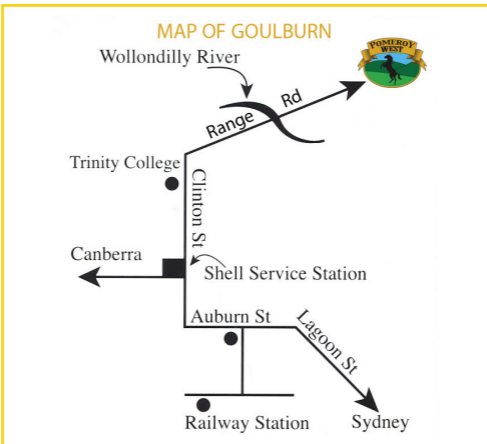 MAP OF GOULBURN
Wollondilly River
POMEROY
WEST
Range Rd
Trinity College
Clinton St
Canberra
Shell Service Station
Auburn St
Lagoon St
Railway Station
Sydney